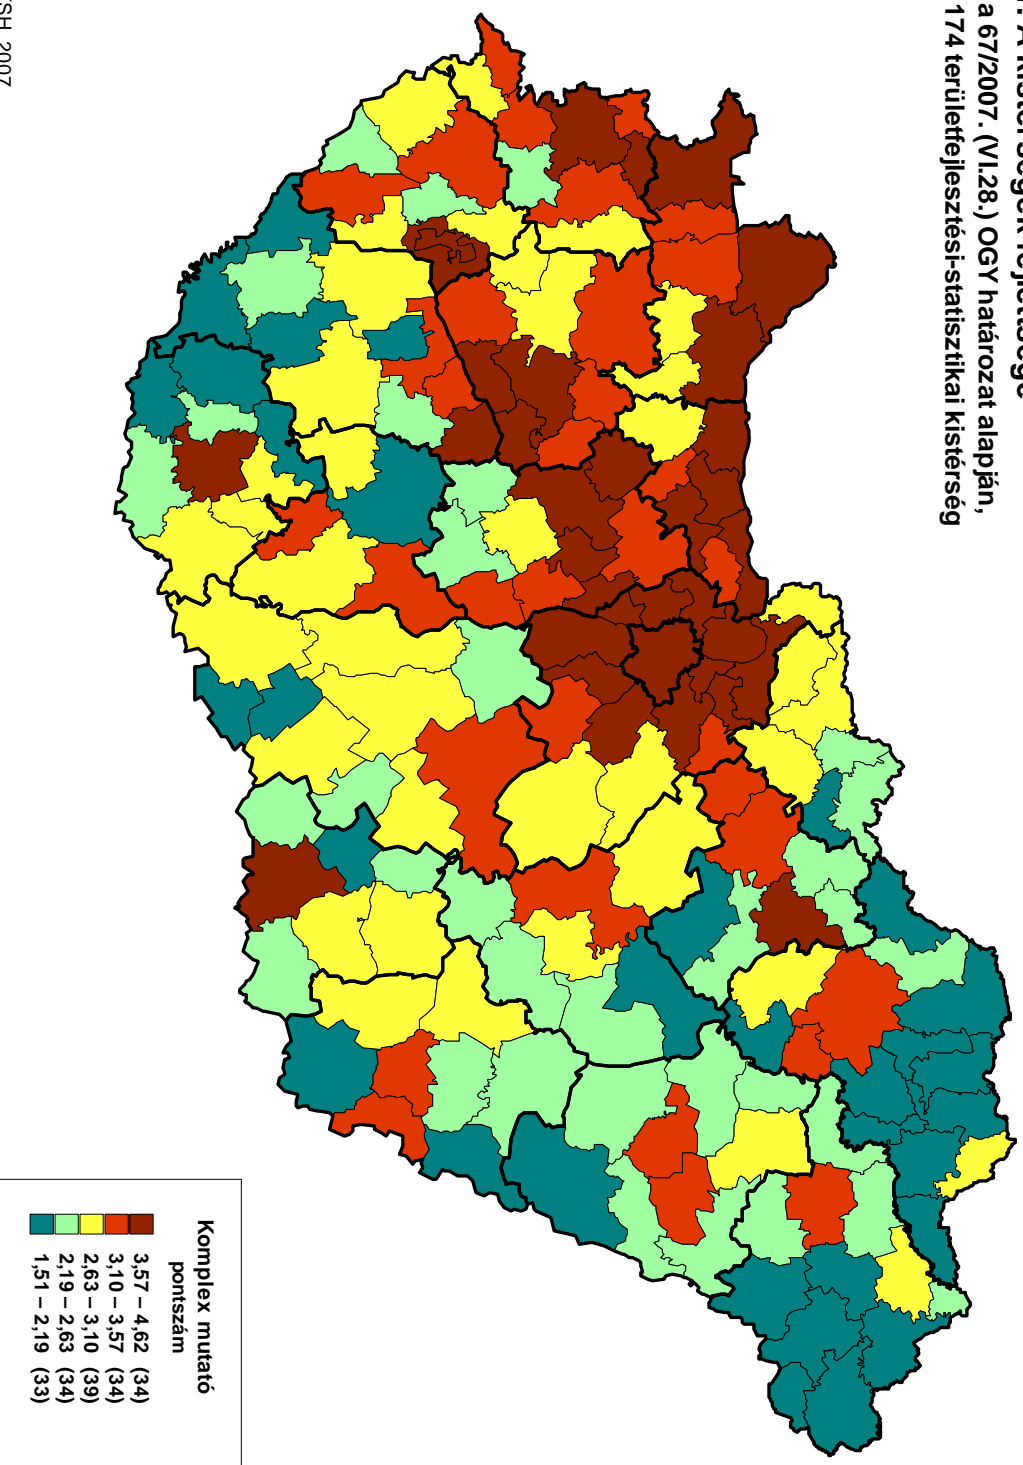 a 67/2007. (VI.28.) OGY határozat alapján,
174 területfejlesztési-statisztikai kistérség
Komplex mutató
pontszám
3,57 – 4,62 (34)
3,10 – 3,57 (34)
2,63 – 3,10 (39)
2,19 – 2,63 (34)
1,51 – 2,19 (33)
2007